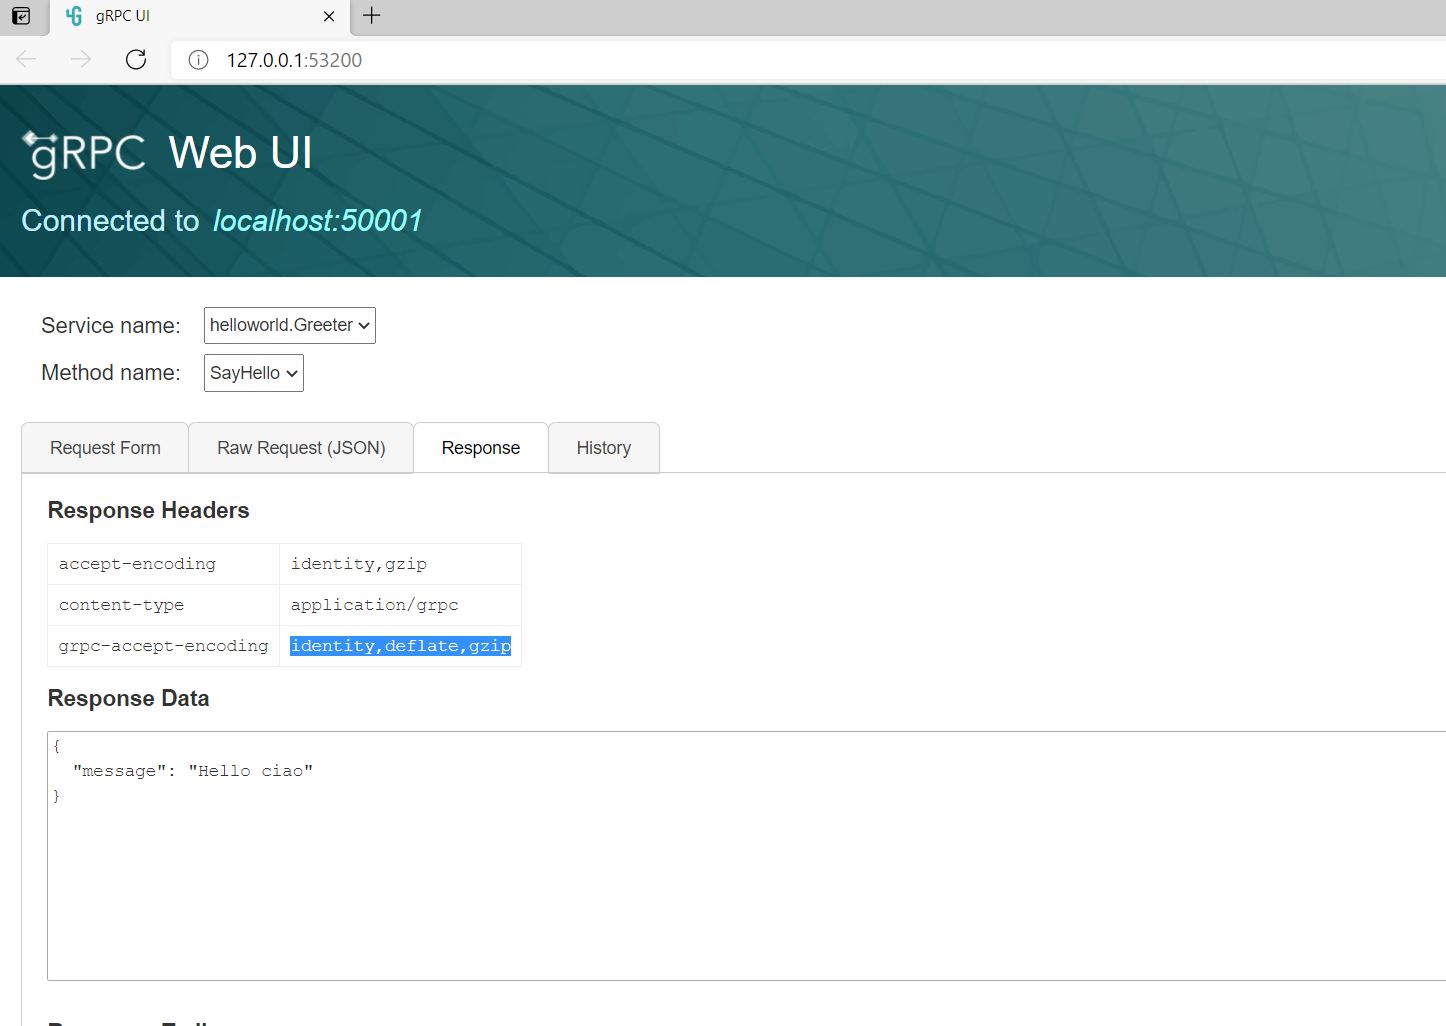 gRPC UI
127.0.0.1:53200
gRPC Web UI
Connected to localhost:50001
Service name: helloworld.Greeter
Method name: SayHello
Request Form Raw Request (JSON) Response History
Response Headers
accept-encoding identity,gzip
content-type application/grpc
grpc-accept-encoding identity,deflate,gzip
Response Data
{
"message": "Hello ciao"
}